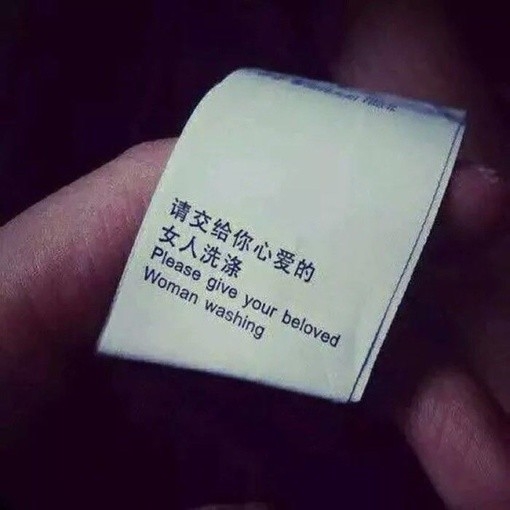 请交给你心爱的
女人洗涤
Please give your beloved
Woman washing